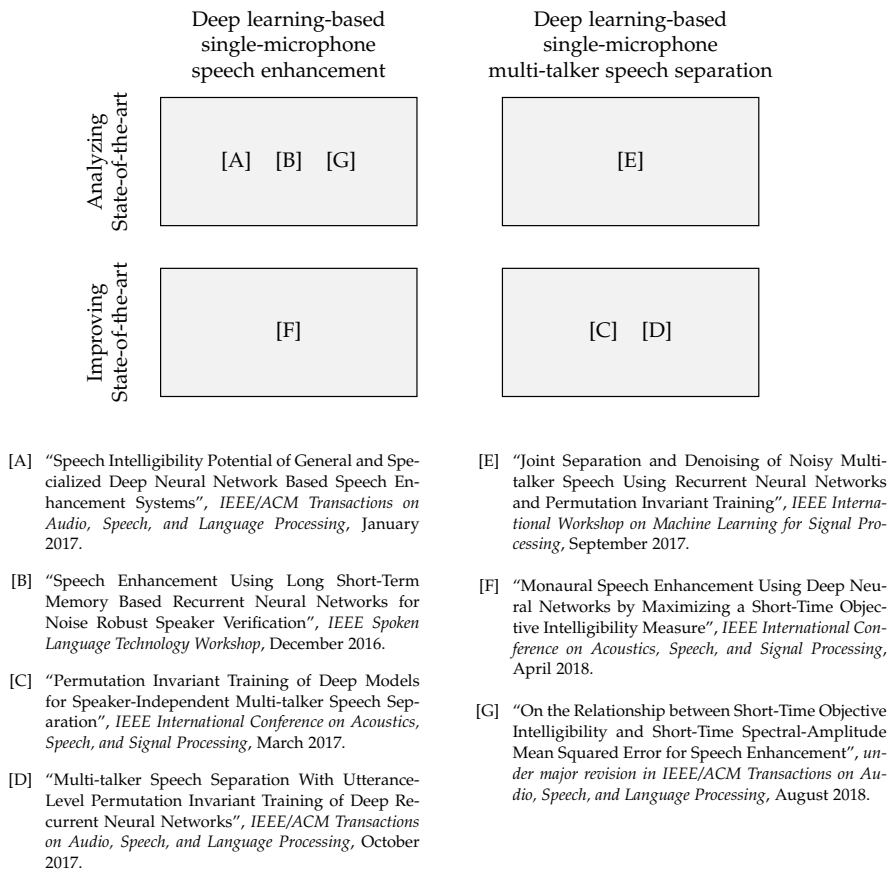 Deep learning-based
single-microphone
speech enhancement
Deep learning-based
single-microphone
multi-talker speech separation
Analyzing
State-of-the-art
[A] [B] [G]
[E]
Improving
State-of-the-art
[F]
[C] [D]
[A] “Speech Intelligibility Potential of General and Spe-
cialized Deep Neural Network Based Speech En-
hancement Systems”, IEEE/ACM Transactions on
Audio, Speech, and Language Processing, January
2017.
[B] “Speech Enhancement Using Long Short-Term
Memory Based Recurrent Neural Networks for
Noise Robust Speaker Verification”, IEEE Spoken
Language Technology Workshop, December 2016.
[C] “Permutation Invariant Training of Deep Models
for Speaker-Independent Multi-talker Speech Sep-
aration”, IEEE International Conference on Acoustics,
Speech, and Signal Processing, March 2017.
[D] “Multi-talker Speech Separation With Utterance-
Level Permutation Invariant Training of Deep Re-
current Neural Networks”, IEEE/ACM Transactions
on Audio, Speech, and Language Processing, October
2017.
[E] “Joint Separation and Denoising of Noisy Multi-
talker Speech Using Recurrent Neural Networks
and Permutation Invariant Training”, IEEE Interna-
tional Workshop on Machine Learning for Signal Pro-
cessing, September 2017.
[F] “Monaural Speech Enhancement Using Deep Neu-
ral Networks by Maximizing a Short-Time Objec-
tive Intelligibility Measure”, IEEE International Con-
ference on Acoustics, Speech, and Signal Processing,
April 2018.
[G] “On the Relationship between Short-Time Objective
Intelligibility and Short-Time Spectral-Amplitude
Mean Squared Error for Speech Enhancement”, un-
der major revision in IEEE/ACM Transactions on Au-
dio, Speech, and Language Processing, August 2018.